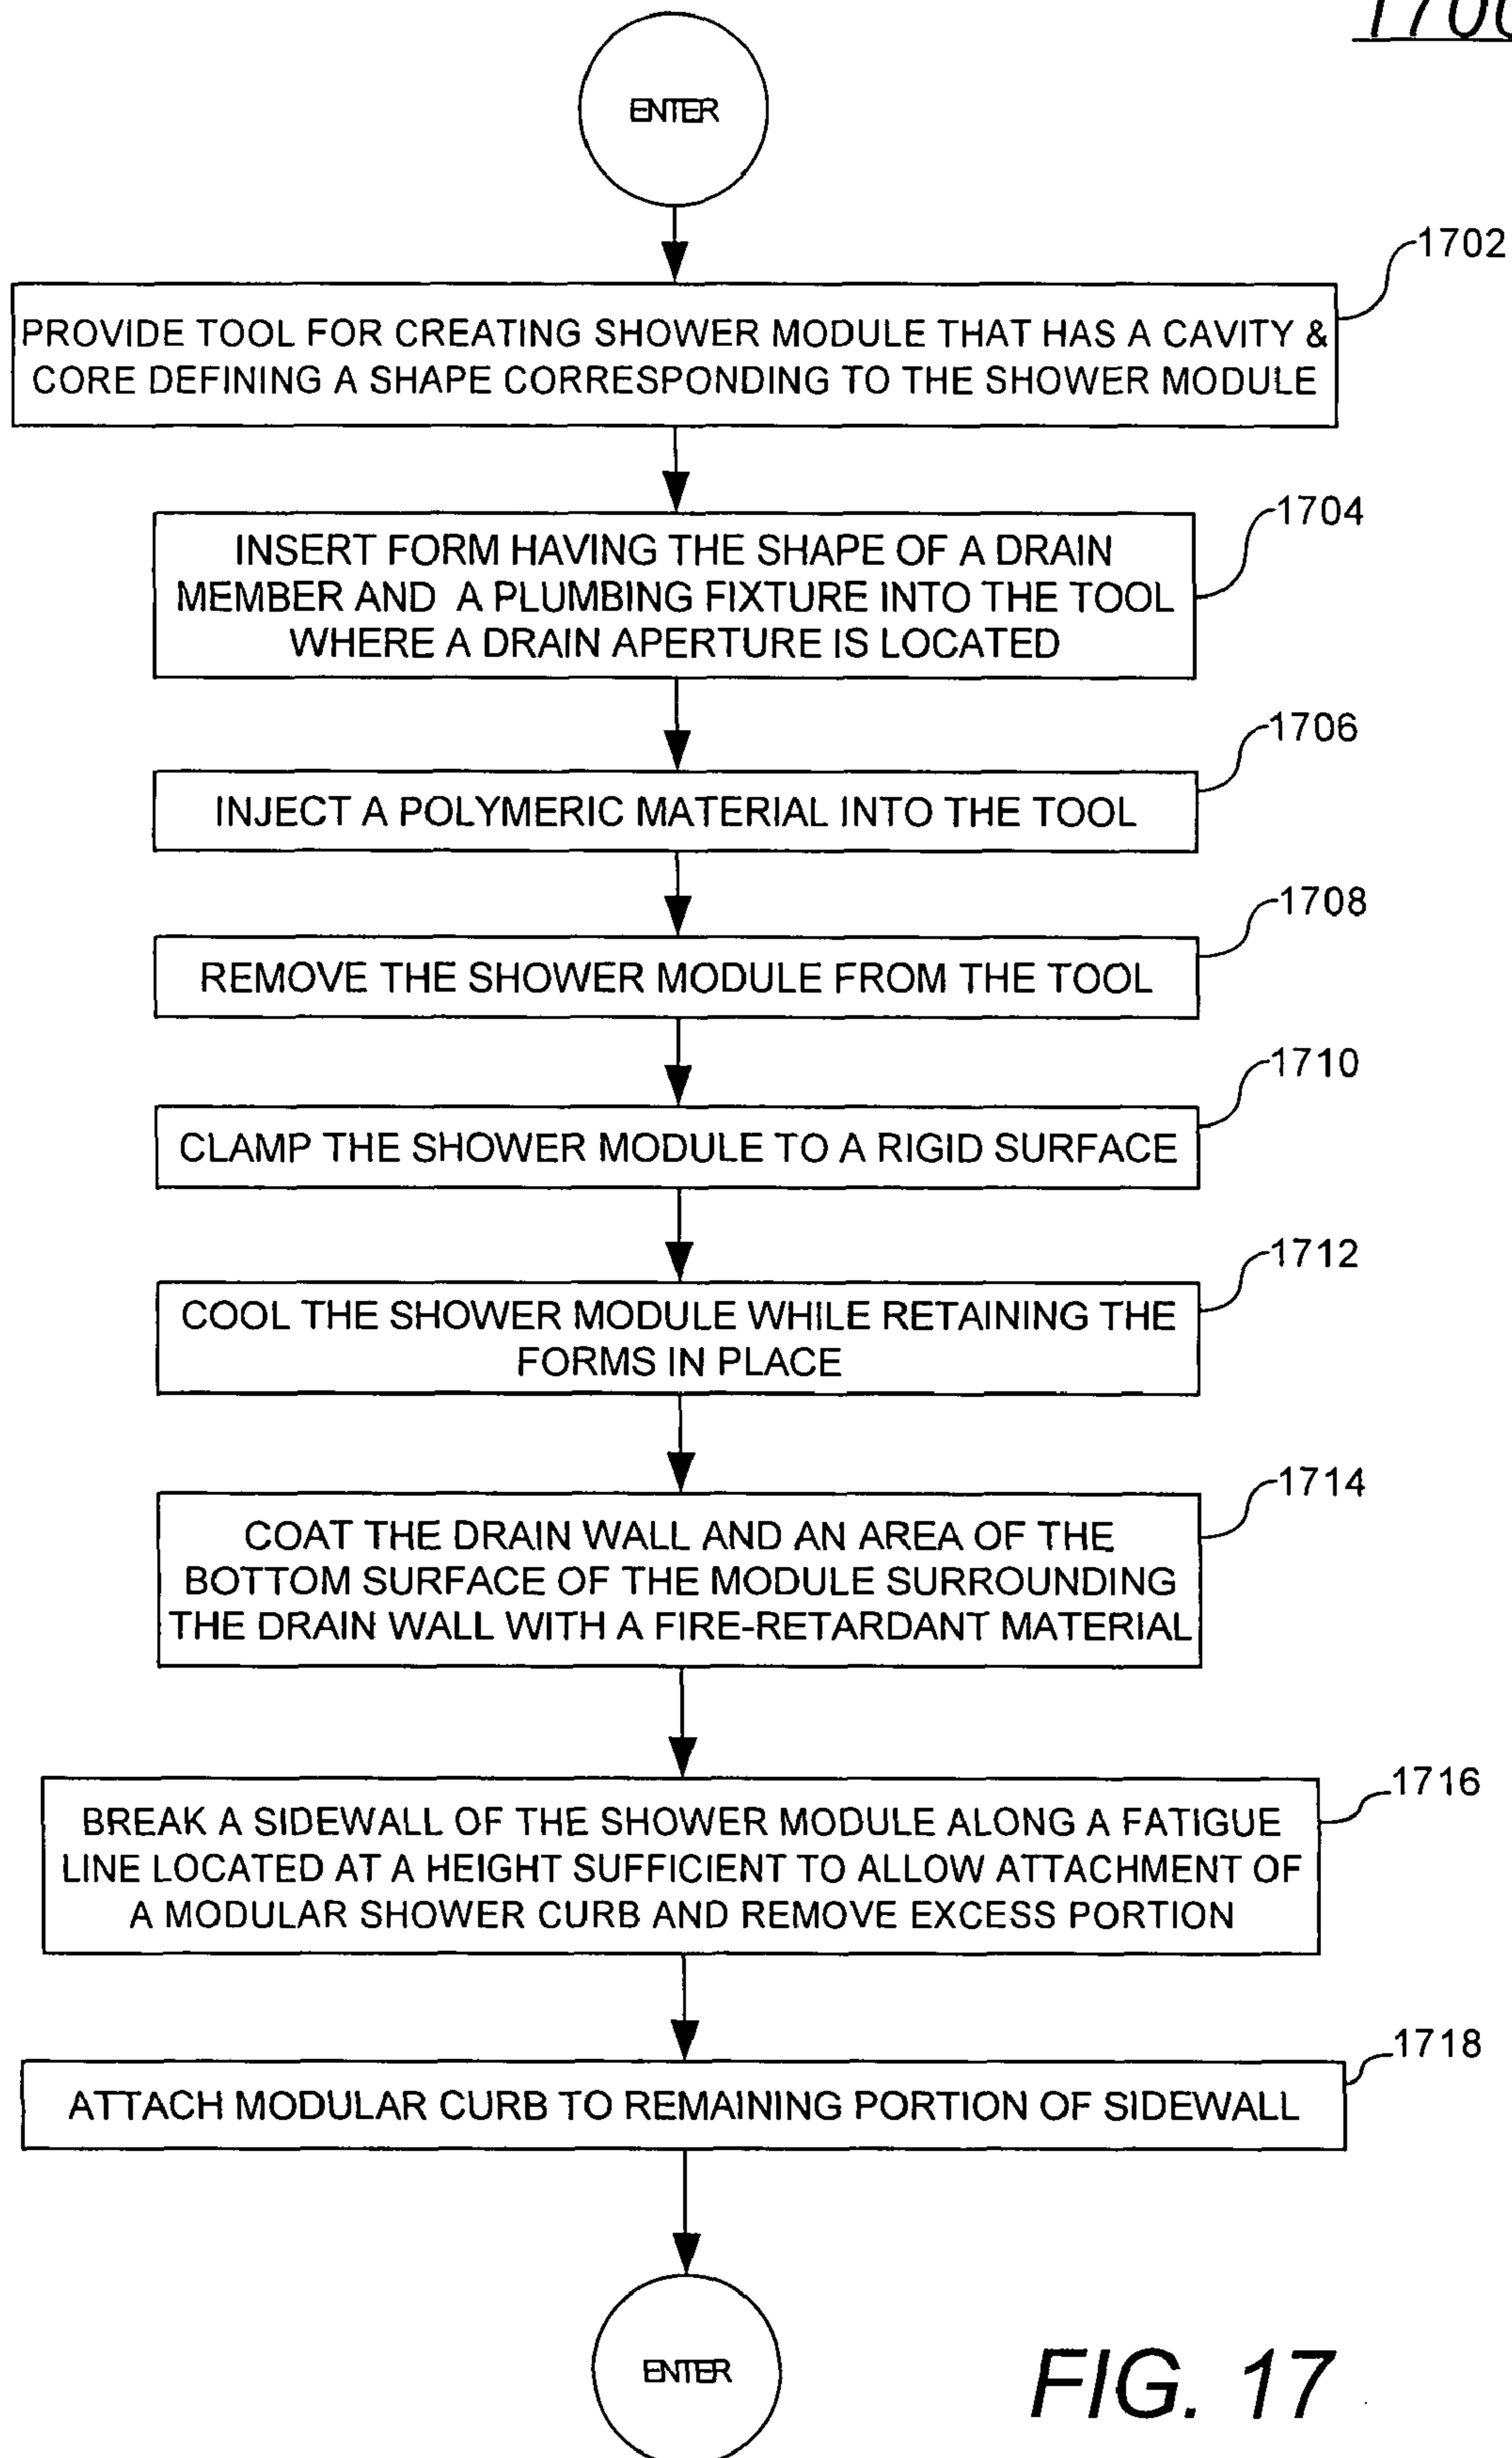 1700
ENTER
1702
PROVIDE TOOL FOR CREATING SHOWER MODULE THAT HAS A CAVITY &
CORE DEFINING A SHAPE CORRESPONDING TO THE SHOWER MODULE
1704
INSERT FORM HAVING THE SHAPE OF A DRAIN
MEMBER AND A PLUMBING FIXTURE INTO THE TOOL
WHERE A DRAIN APERTURE IS LOCATED
1706
INJECT A POLYMERIC MATERIAL INTO THE TOOL
1708
REMOVE THE SHOWER MODULE FROM THE TOOL
1710
CLAMP THE SHOWER MODULE TO A RIGID SURFACE
1712
COOL THE SHOWER MODULE WHILE RETAINING THE
FORMS IN PLACE
1714
COAT THE DRAIN WALL AND AN AREA OF THE
BOTTOM SURFACE OF THE MODULE SURROUNDING
THE DRAIN WALL WITH A FIRE-RETARDANT MATERIAL
1716
BREAK A SIDEWALL OF THE SHOWER MODULE ALONG A FATIGUE
LINE LOCATED AT A HEIGHT SUFFICIENT TO ALLOW ATTACHMENT OF
A MODULAR SHOWER CURB AND REMOVE EXCESS PORTION
1718
ATTACH MODULAR CURB TO REMAINING PORTION OF SIDEWALL
ENTER
FIG. 17